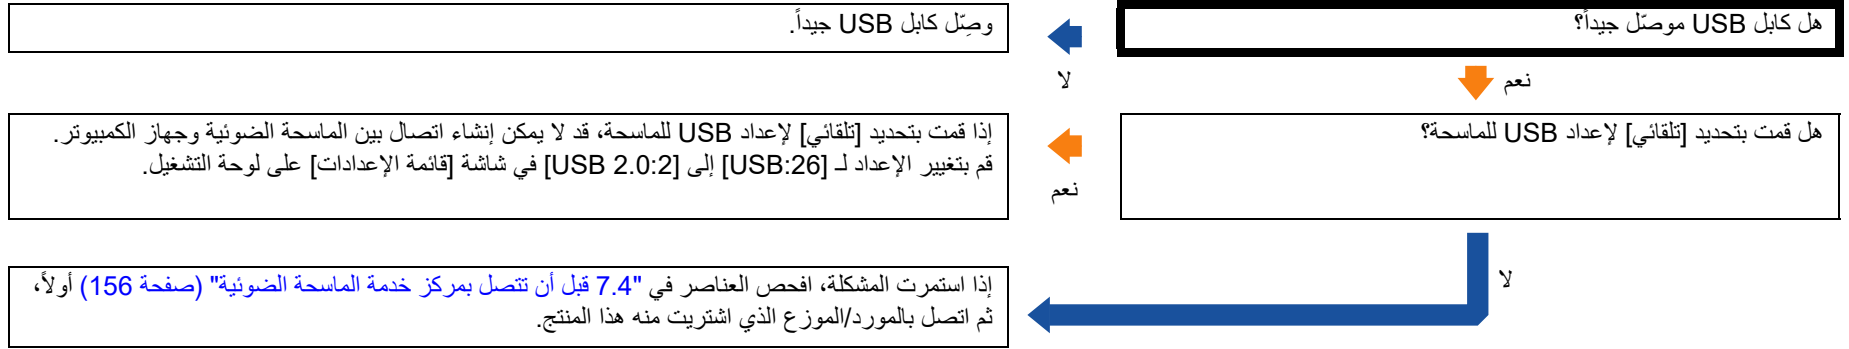 هل كابل USB موصّل جيداً؟
وصِّل كابل USB جيداً.
نعم
لا
هل قمت بتحديد [تلقائي] لإعداد USB للماسحة؟
إذا قمت بتحديد [تلقائي] لإعداد USB للماسحة، قد لا يمكن إنشاء اتصال بين الماسحة الضوئية وجهاز الكمبيوتر.
قم بتغيير الإعداد لـ [26:USB] إلى [2:USB 2.0] في شاشة [قائمة الإعدادات] على لوحة التشغيل.
نعم
لا
إذا استمرت المشكلة، افحص العناصر في "7.4 قبل أن تتصل بمركز خدمة الماسحة الضوئية" (صفحة 156) أولاً،
ثم اتصل بالمورد/الموزع الذي اشتريت منه هذا المنتج.